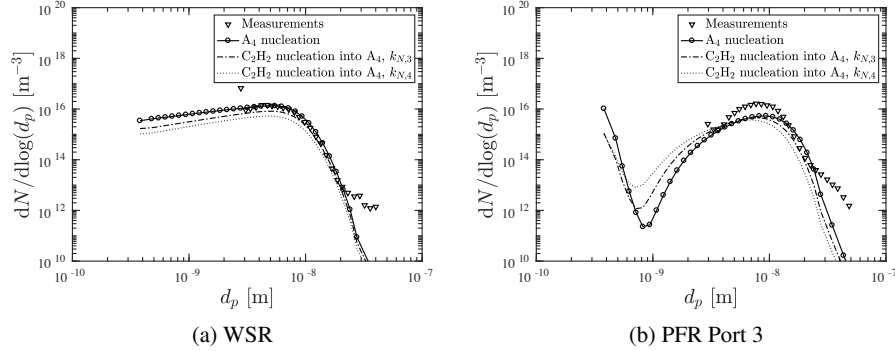 10^20
10^18
10^16
10^14
10^12
10^10
dN/dlog(d_p) [m^-3]
Measurements
A_4 nucleation
C_2H_2 nucleation into A_4, k_N,3
C_2H_2 nucleation into A_4, k_N,4
10^-10
10^-9
10^-8
10^-7
d_p [m]
(a) WSR
10^20
10^18
10^16
10^14
10^12
10^10
dN/dlog(d_p) [m^-3]
Measurements
A_4 nucleation
C_2H_2 nucleation into A_4, k_N,3
C_2H_2 nucleation into A_4, k_N,4
10^-10
10^-9
10^-8
10^-7
d_p [m]
(b) PFR Port 3